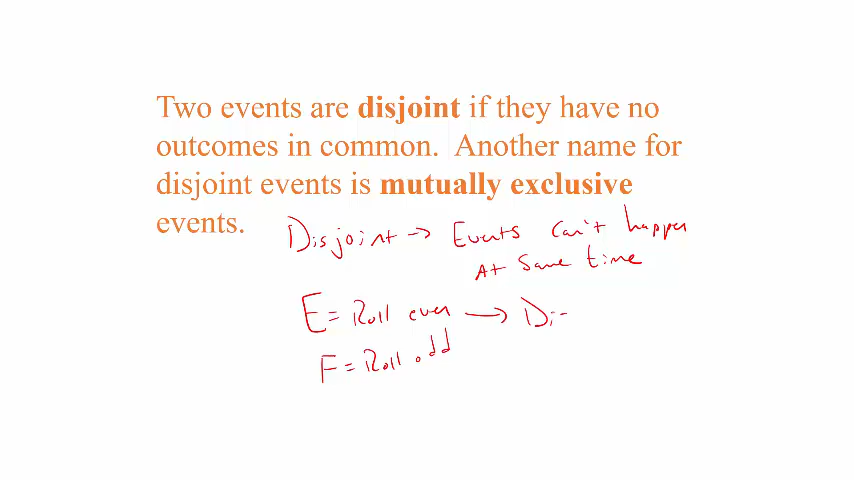 Two events are disjoint if they have no
outcomes in common. Another name for
disjoint events is mutually exclusive
events.
Disjoint → Events Can't happen
At Same time
E = Roll even → Dis
F = Roll odd